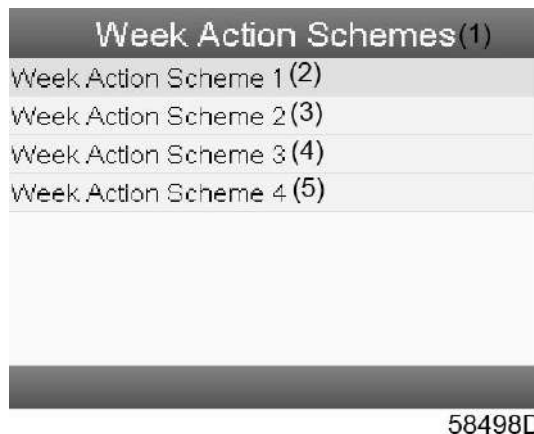 Week Action Schemes(1)
Week Action Scheme 1(2)
Week Action Scheme 2(3)
Week Action Scheme 3(4)
Week Action Scheme 4(5)
58498D